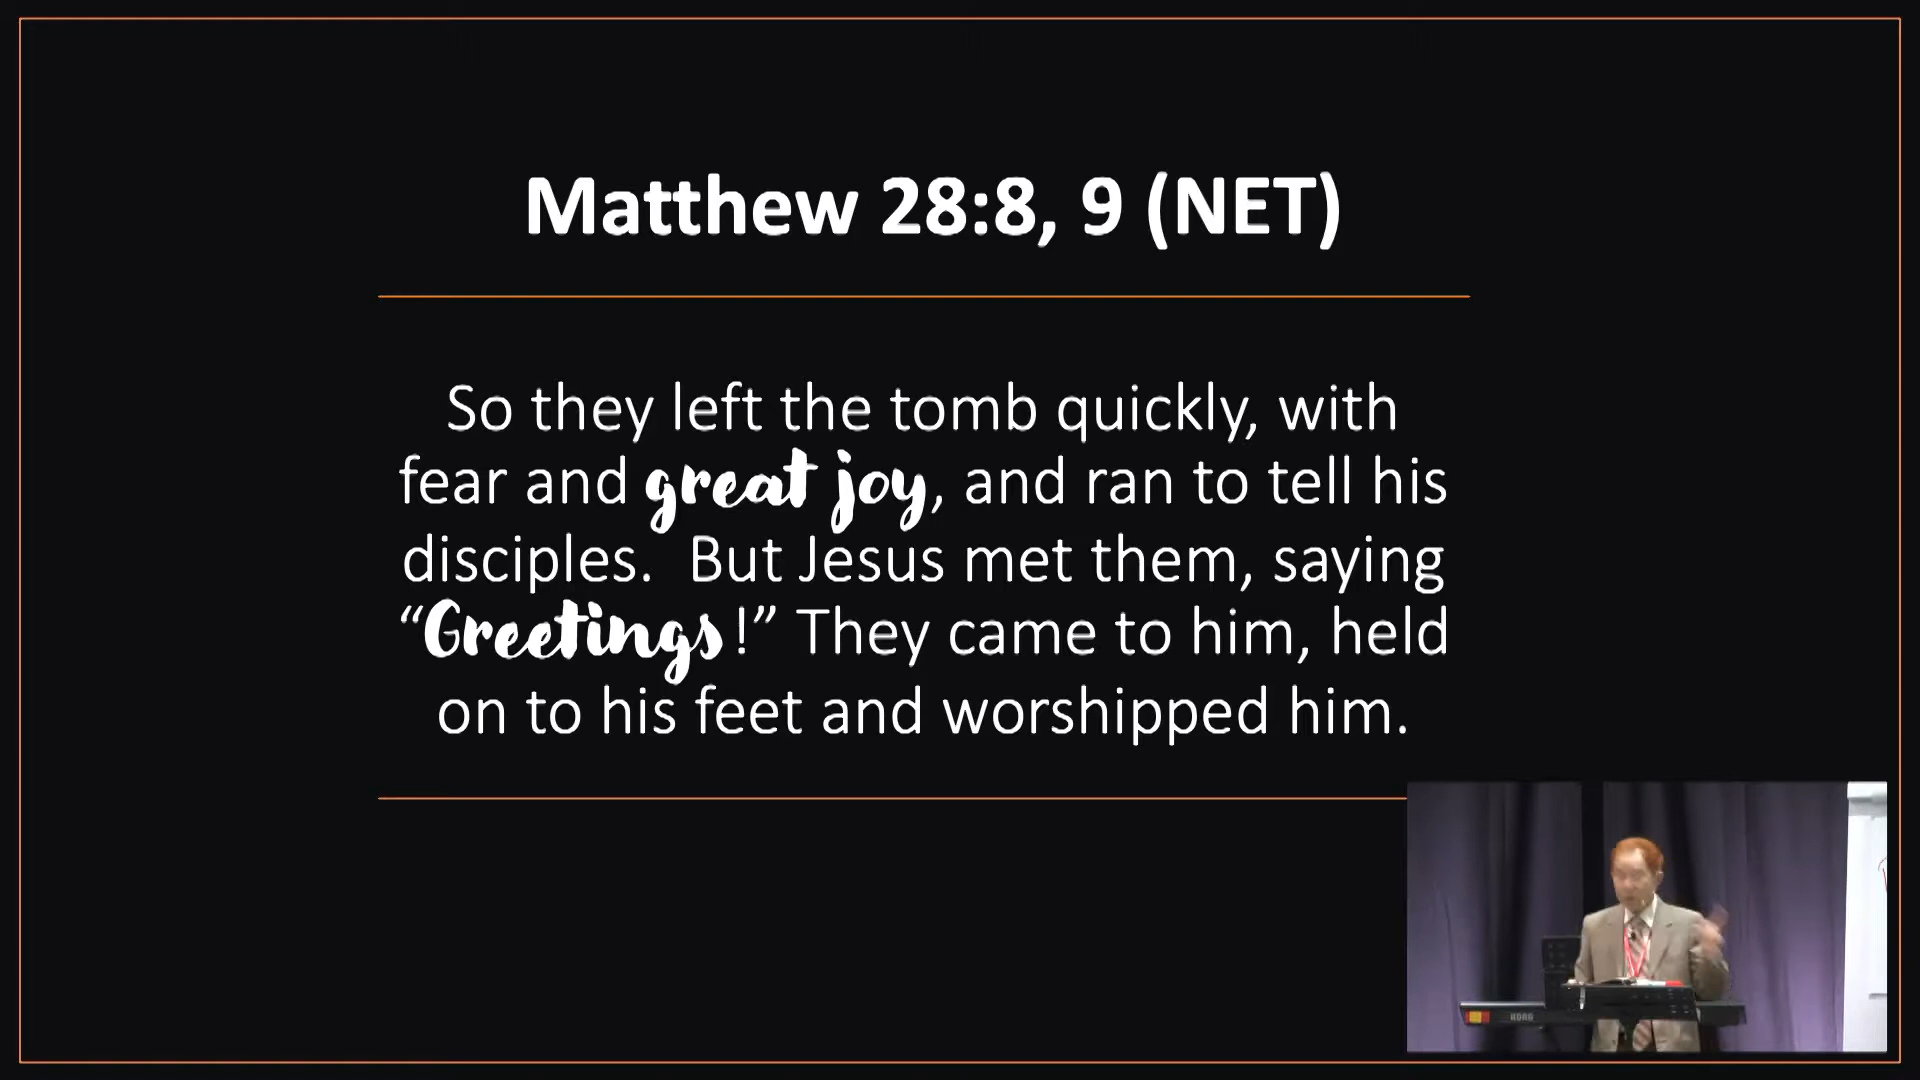 Matthew 28:8, 9 (NET)
So they left the tomb quickly, with
fear and great joy, and ran to tell his
disciples.  But Jesus met them, saying
“Greetings!” They came to him, held
on to his feet and worshipped him.
KORG